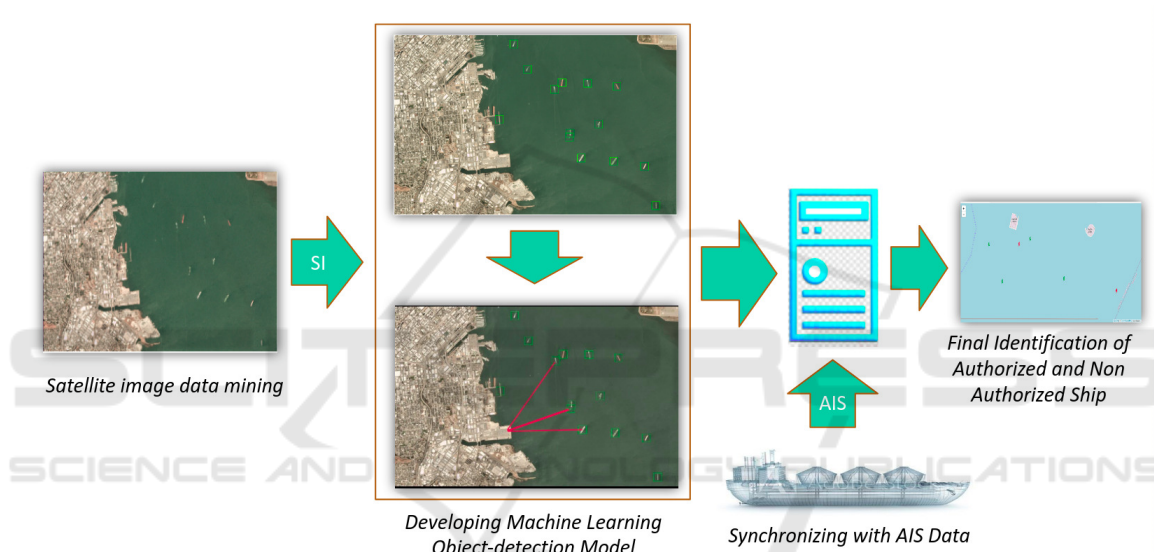 SI
Satellite image data mining
Developing Machine Learning
Object-detection Model
AIS
Synchronizing with AIS Data
Final Identification of
Authorized and Non
Authorized Ship
SCITEPRESS
SCIENCE AND TECHNOLOGY PUBLICATIONS